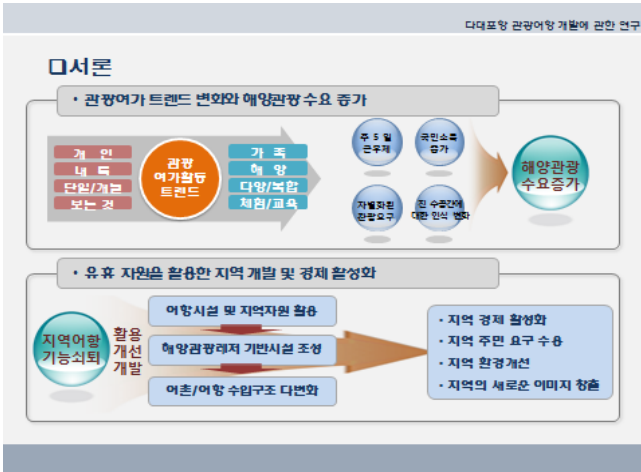 다대포항 관광어항 개발에 관한 연구
❑서론
• 관광여가 트렌드 변화와 해양관광 수요 증가
개 인
내 륙
단일/개별
보는 것
관광
여가활동
트렌드
가 족
해 양
다양/복합
체험/교육
주 5 일
근무제
국민소득
증가
차별화된
관광요구
친 수공간에
대한 인식 변화
해양관광
수요증가
• 유휴 자원을 활용한 지역 개발 및 경제 활성화
지역어항
기능쇠퇴
활용
개선
개발
어항시설 및 지역자원 활용
해양관광레저 기반시설 조성
어촌/어항 수입구조 다변화
• 지역 경제 활성화
• 지역 주민 요구 수용
• 지역 환경개선
• 지역의 새로운 이미지 창출